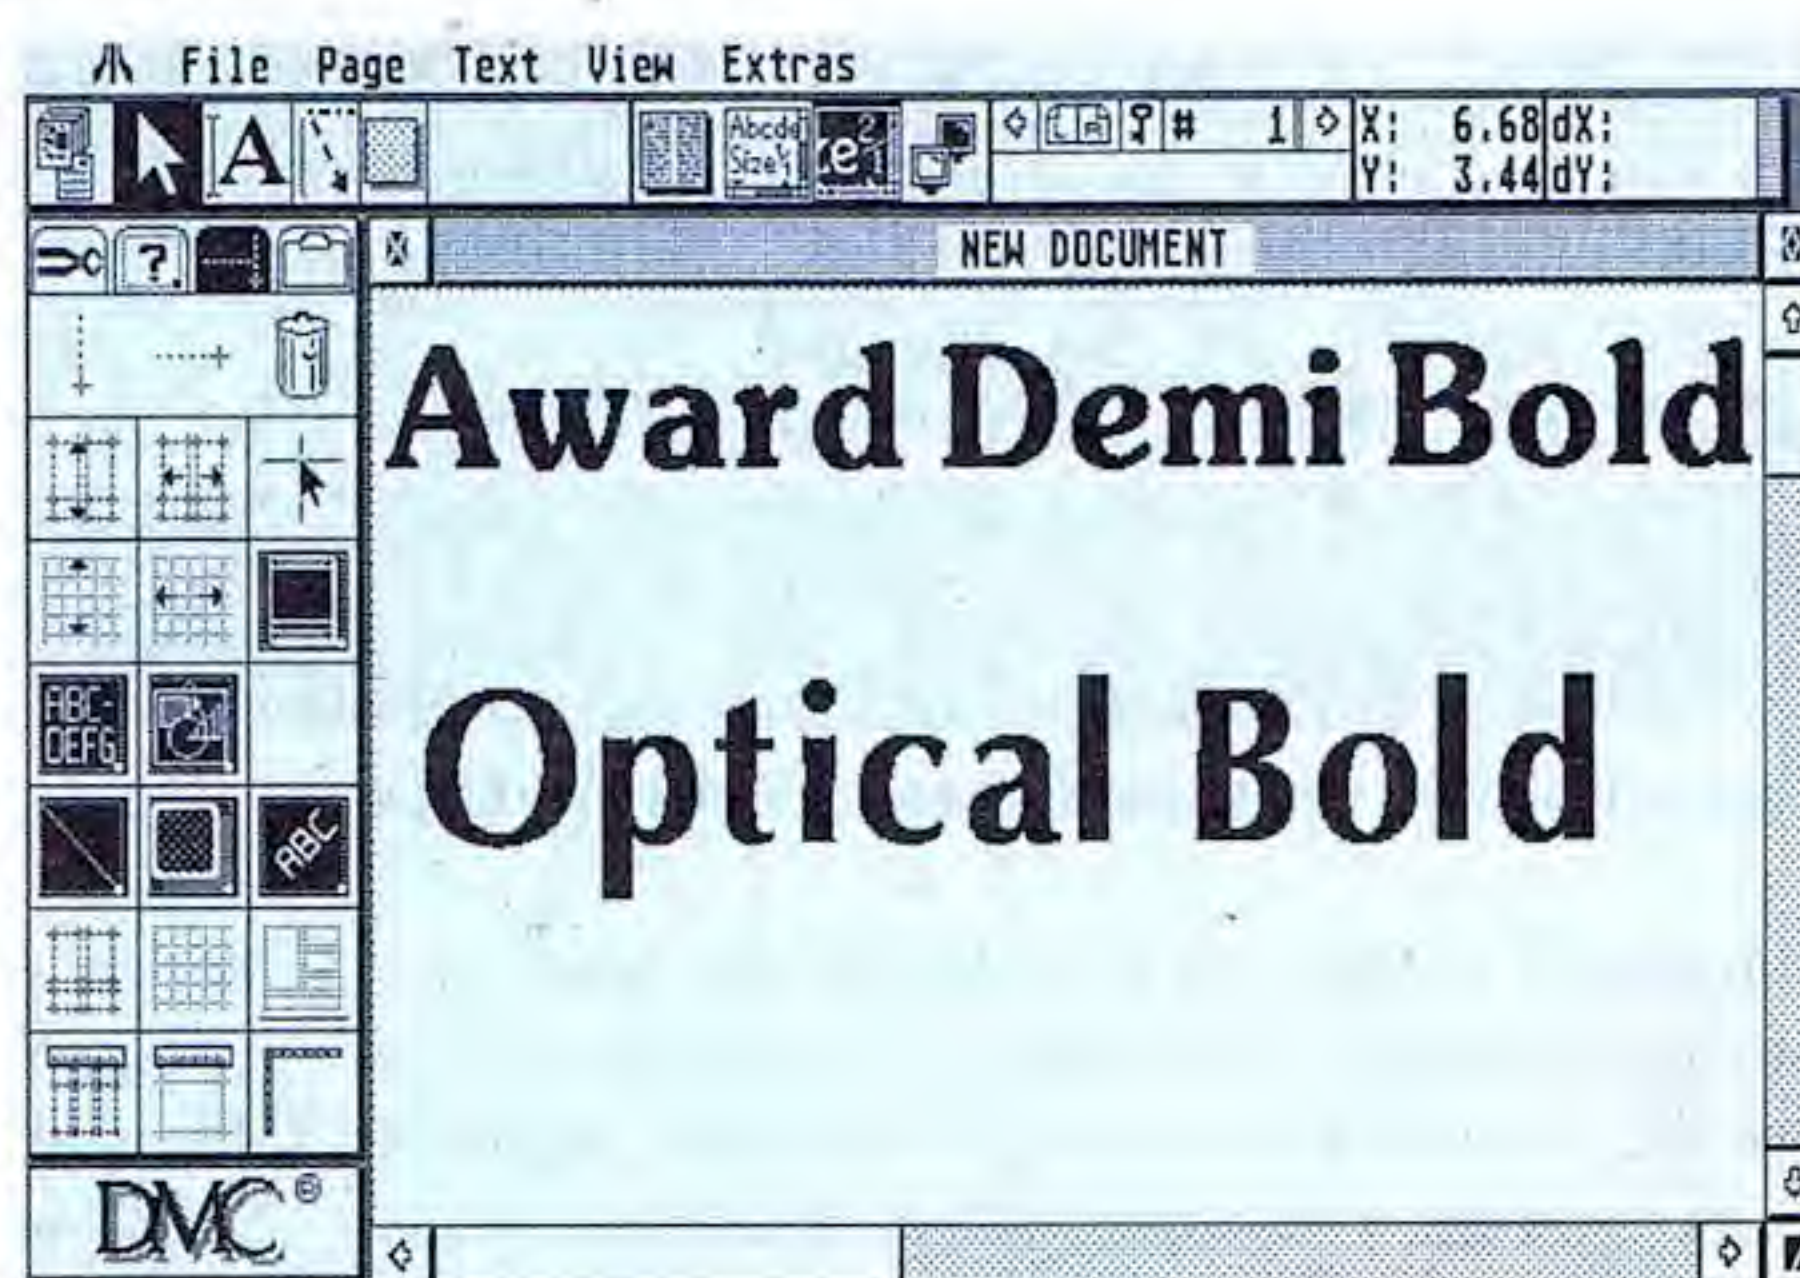 File Page Text View Extras
A
Abcde
Size
e²
# 1
X: 6.68 dX:
Y: 3.44 dY:
?
NEW DOCUMENT
Award Demi Bold
ABC-
DEFG
Optical Bold
ABC
DMC®